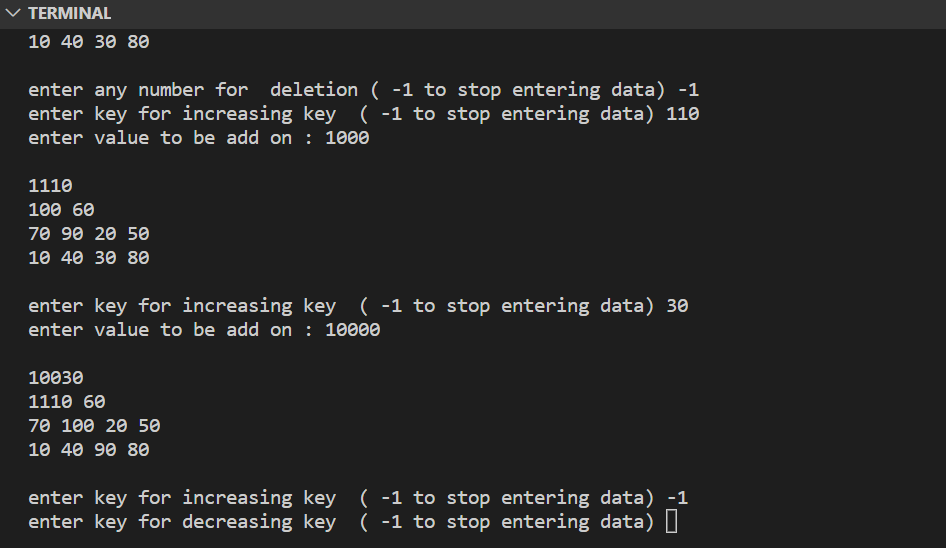 TERMINAL
10 40 30 80
enter any number for  deletion ( -1 to stop entering data) -1
enter key for increasing key  ( -1 to stop entering data) 110
enter value to be add on : 1000
1110
100 60
70 90 20 50
10 40 30 80
enter key for increasing key  ( -1 to stop entering data) 30
enter value to be add on : 10000
10030
1110 60
70 100 20 50
10 40 90 80
enter key for increasing key  ( -1 to stop entering data) -1
enter key for decreasing key  ( -1 to stop entering data)